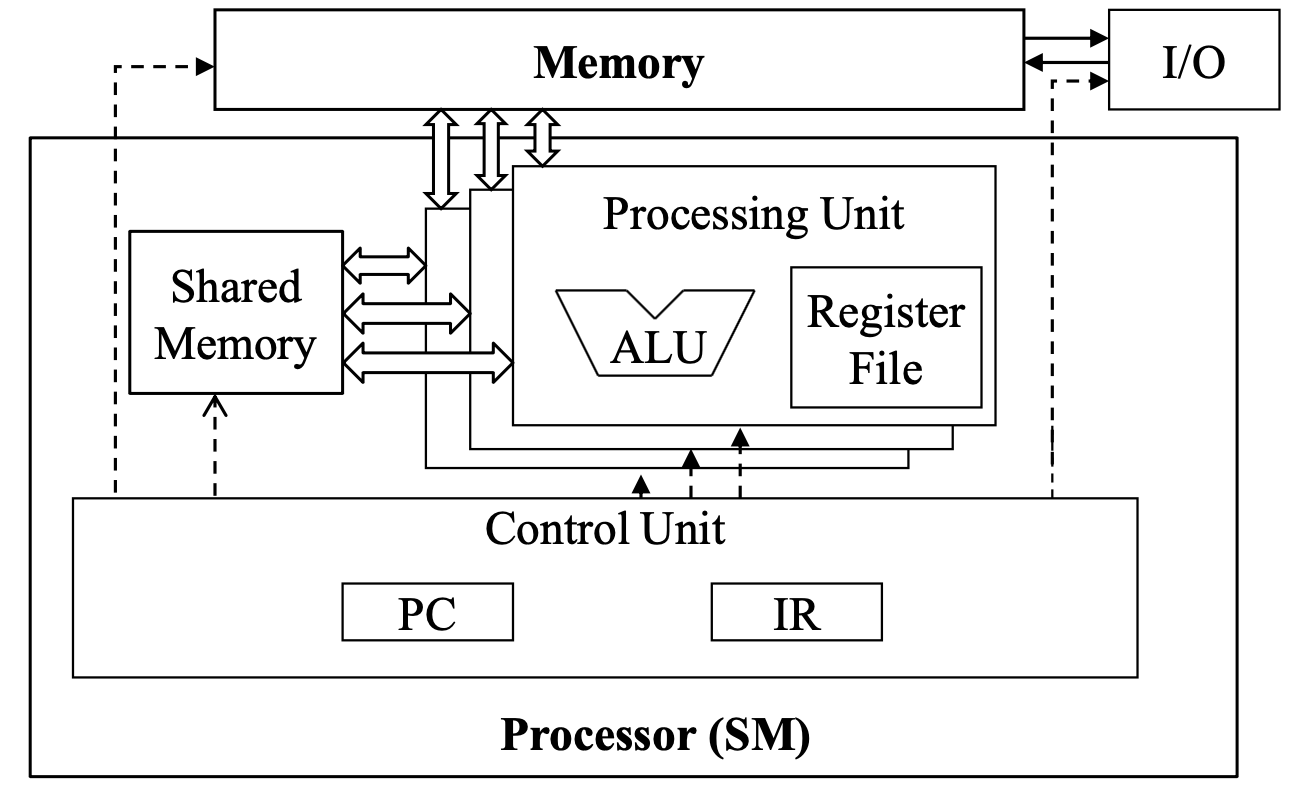 Memory
I/O
Processing Unit
Shared
Memory
ALU
Register
File
Control Unit
PC
IR
Processor (SM)